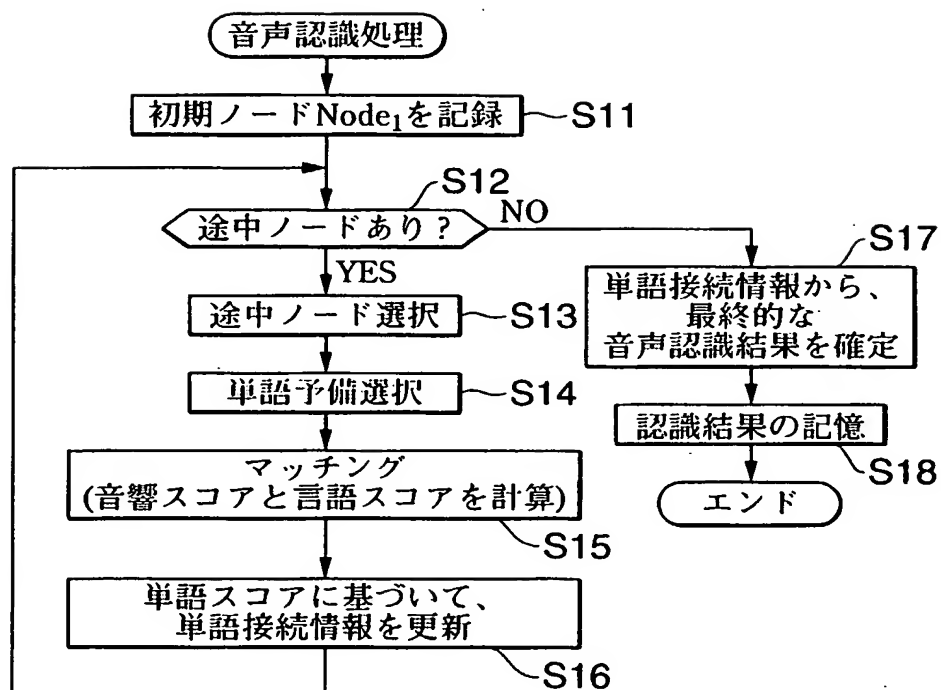 音声認識処理
初期ノードNode₁を記録
S11
S12
途中ノードあり?
NO
YES
途中ノード選択
S13
単語予備選択
S14
マッチング
(音響スコアと言語スコアを計算)
S15
単語スコアに基づいて、
単語接続情報を更新
S16
S17
単語接続情報から、
最終的な
音声認識結果を確定
認識結果の記憶
S18
エンド